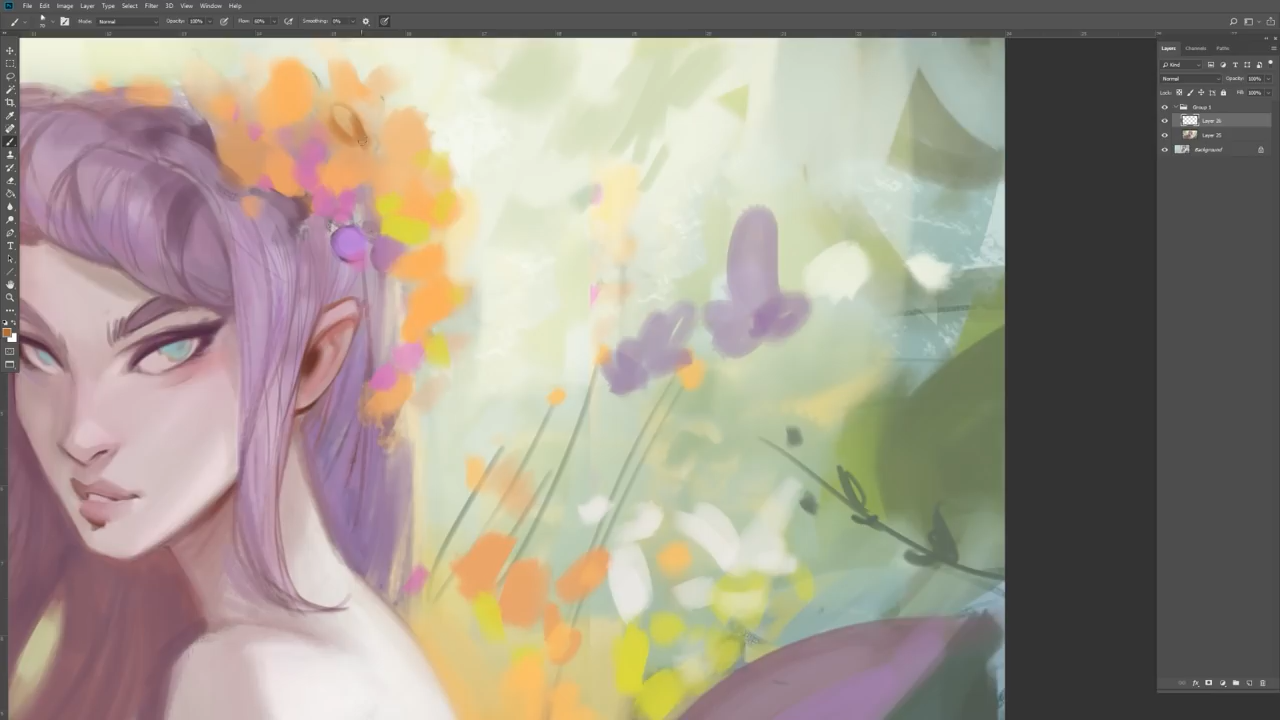 File Edit Image Layer Type Select Filter 3D View Window Help
Mode: Normal Opacity: 100% Flow: 60% Smoothing: 0%
Layers Channels Paths
Kind
Normal Opacity: 100%
Lock: Fill: 100%
Group 1
Layer 26
Layer 25
Background